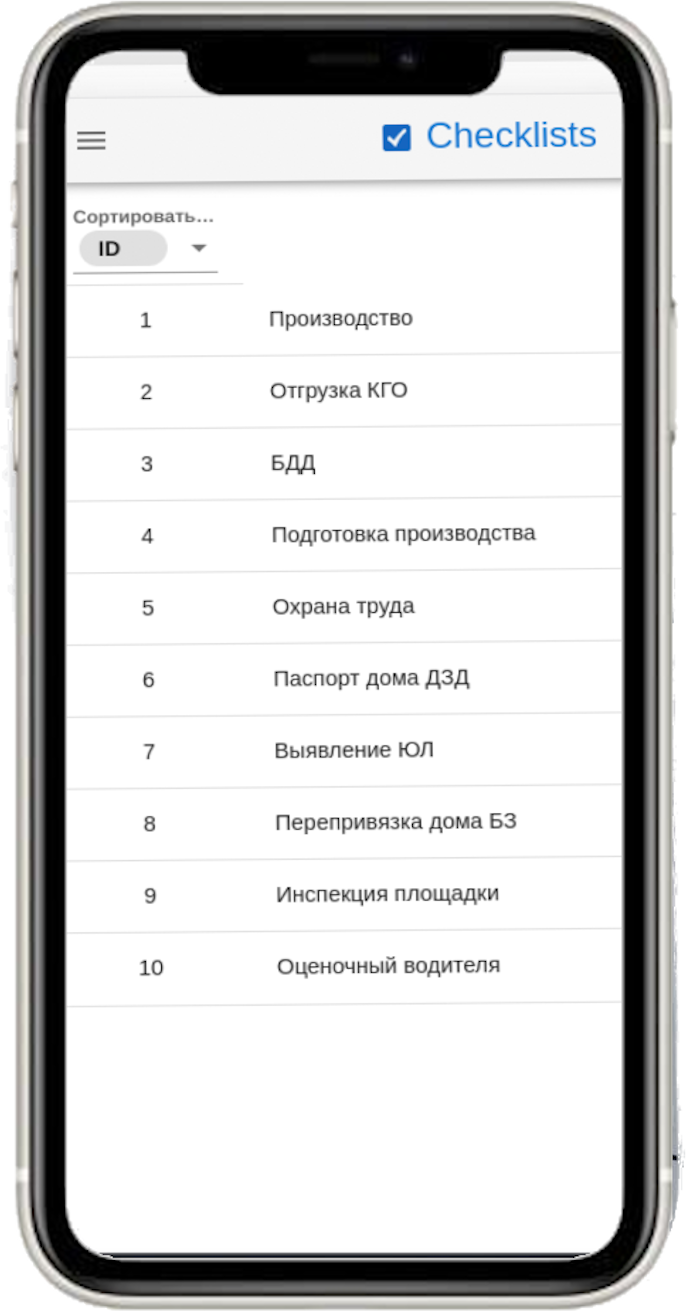 Checklists
Сортировать...
ID
1 Производство
2 Отгрузка КГО
3 БДД
4 Подготовка производства
5 Охрана труда
6 Паспорт дома ДЗД
7 Выявление ЮЛ
8 Перепривязка дома БЗ
9 Инспекция площадки
10 Оценочный водителя